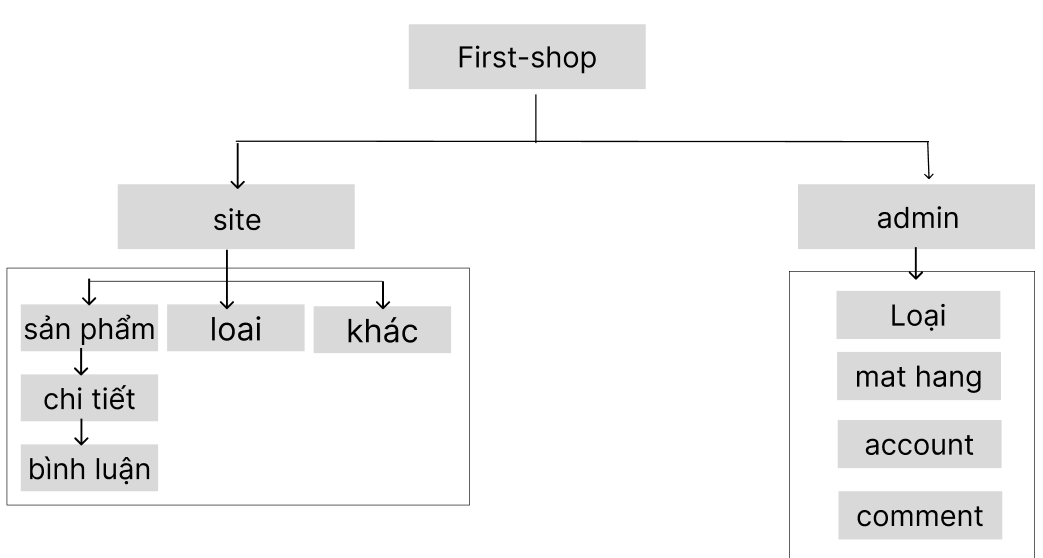 First-shop
site
admin
sản phẩm
loai
khác
chi tiết
bình luận
Loại
mat hang
account
comment